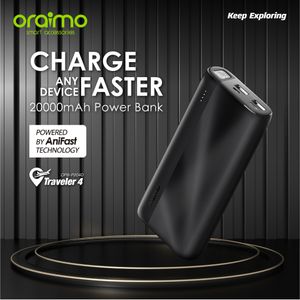 oraimo
smart accessories
Keep Exploring
CHARGE
ANY
DEVICE
FASTER
20000mAh Power Bank
POWERED
BY AniFast
TECHNOLOGY
Traveler 4